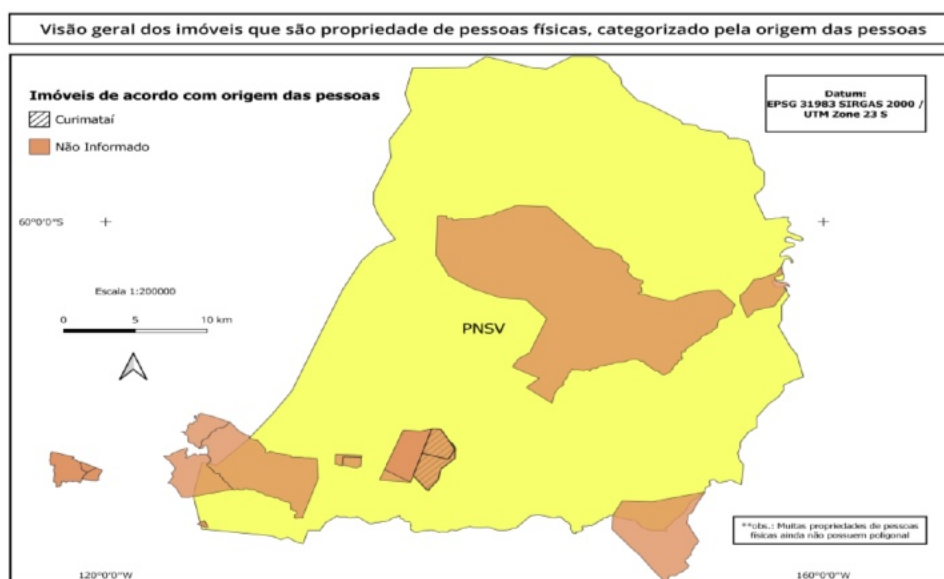 Visão geral dos imóveis que são propriedade de pessoas físicas, categorizado pela origem das pessoas
Imóveis de acordo com origem das pessoas
Curimataí
Não Informado
Datum:
EPSG 31983 SIRGAS 2000 /
UTM Zone 23 S
60°0'0"S
Escala 1:200000
0 5 10 km
PNSV
**obs.: Muitas propriedades de pessoas
físicas ainda não possuem poligonal
120°0'0"W
160°0'0"W